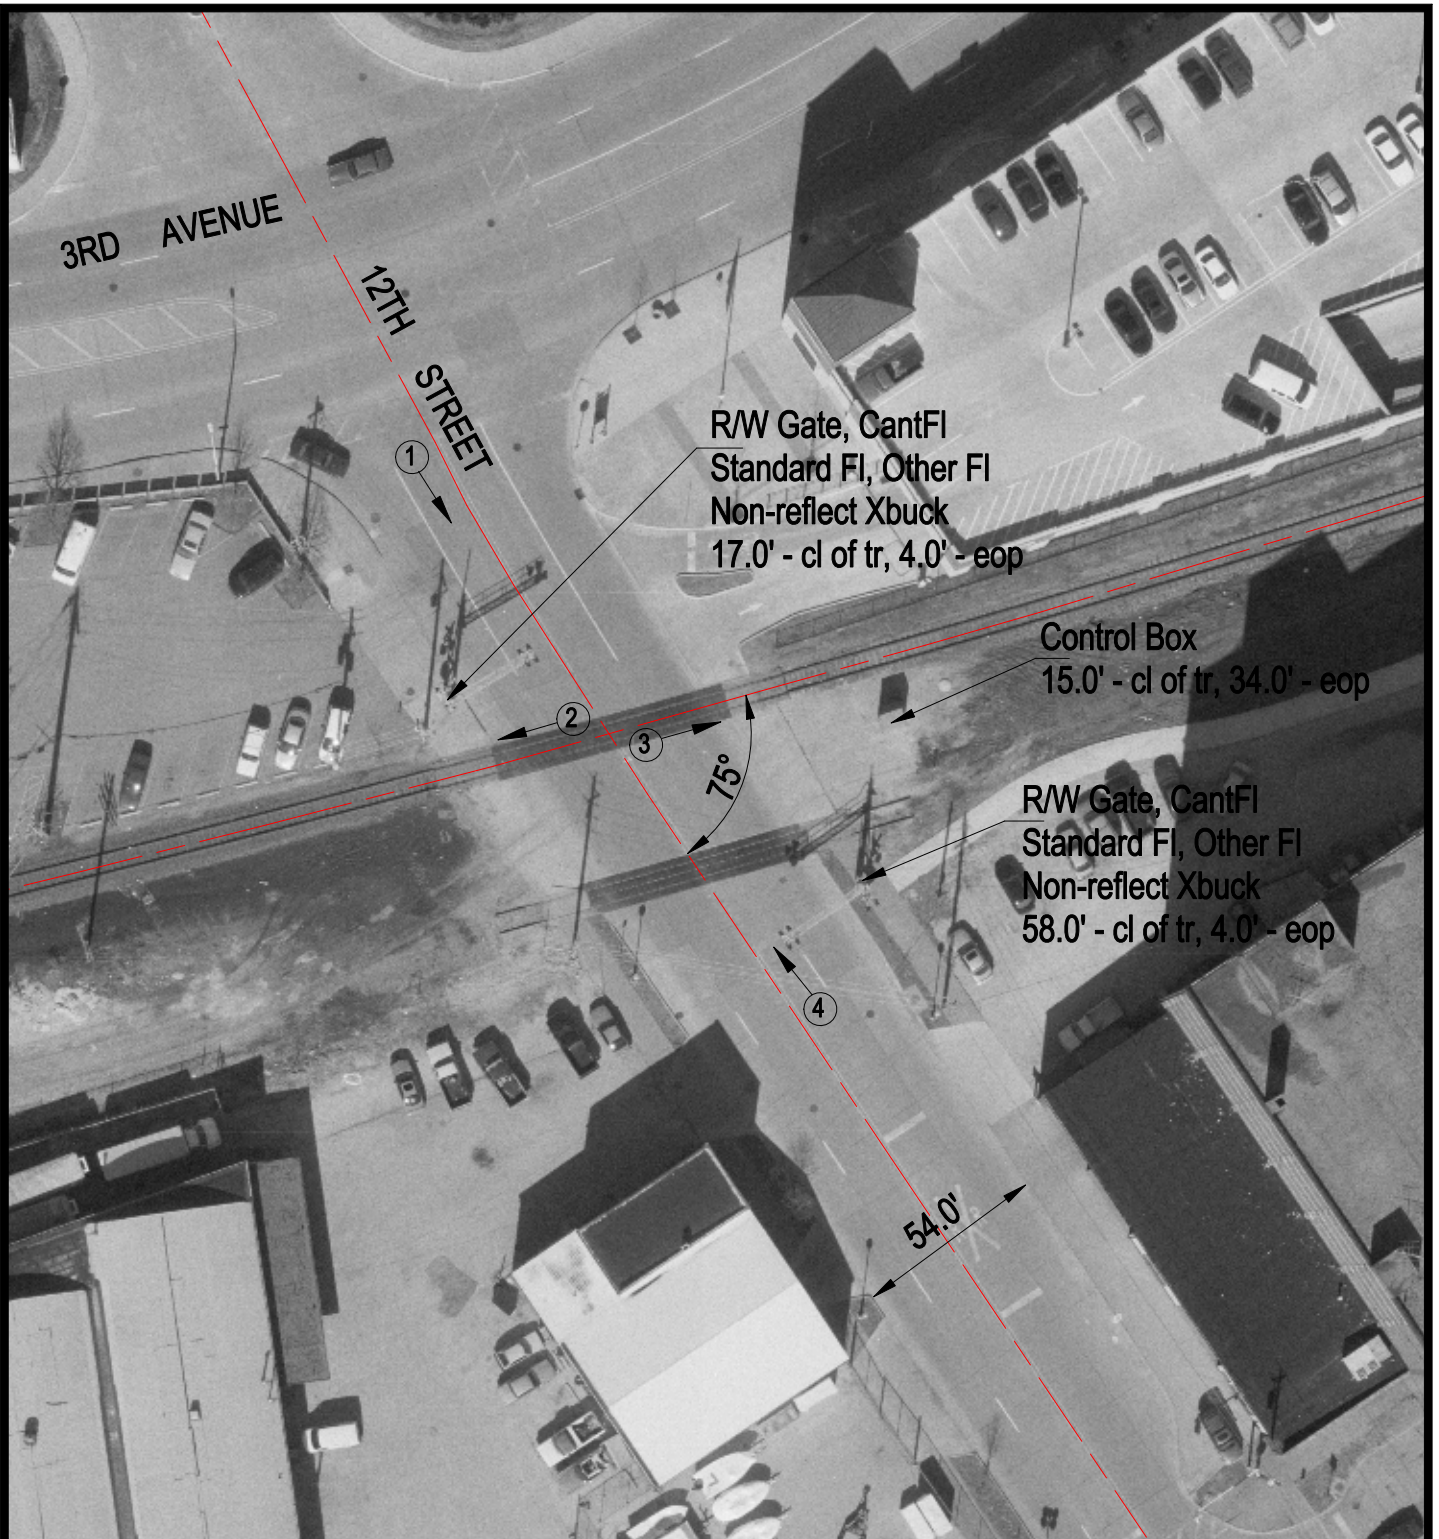 3RD AVENUE
12TH STREET
1
R/W Gate, CantFl
Standard Fl, Other Fl
Non-reflect Xbuck
17.0' - cl of tr, 4.0' - eop
Control Box
15.0' - cl of tr, 34.0' - eop
2
3
75°
R/W Gate, CantFl
Standard Fl, Other Fl
Non-reflect Xbuck
58.0' - cl of tr, 4.0' - eop
4
54.0'